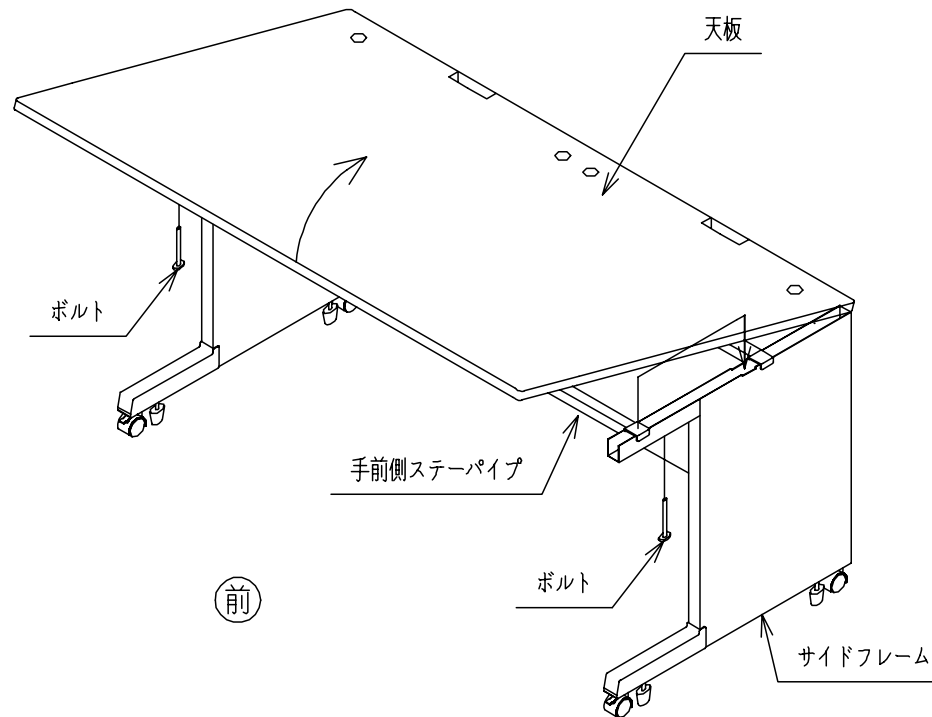 天板
ボルト
手前側ステーパイプ
ボルト
前
サイドフレーム